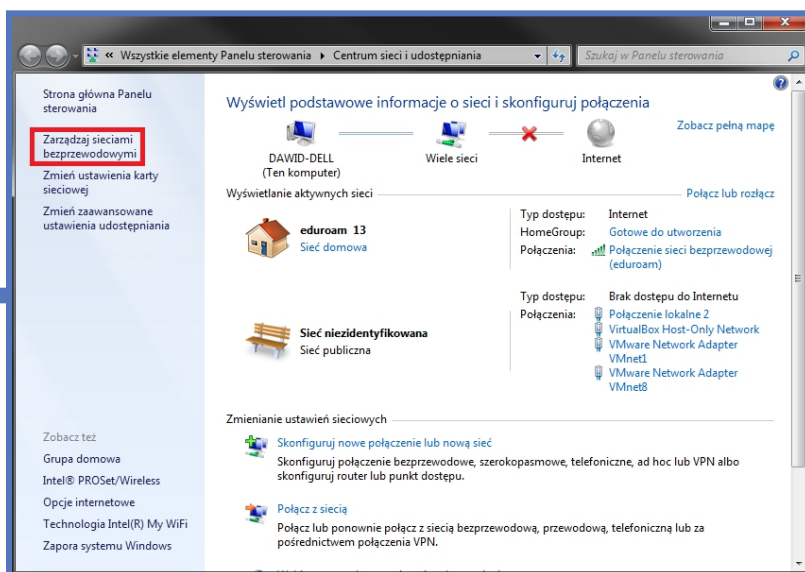 « Wszystkie elementy Panelu sterowania ▸ Centrum sieci i udostępniania
Szukaj w Panelu sterowania
Strona główna Panelu
sterowania
Zarządzaj sieciami
bezprzewodowymi
Zmień ustawienia karty
sieciowej
Zmień zaawansowane
ustawienia udostępniania
Zobacz też
Grupa domowa
Intel® PROSet/Wireless
Opcje internetowe
Technologia Intel(R) My WiFi
Zapora systemu Windows
Wyświetl podstawowe informacje o sieci i skonfiguruj połączenia
Zobacz pełną mapę
DAWID-DELL
(Ten komputer)
Wiele sieci
Internet
Wyświetlanie aktywnych sieci
Połącz lub rozłącz
eduroam 13
Sieć domowa
Typ dostępu: Internet
HomeGroup: Gotowe do utworzenia
Połączenia: Połączenie sieci bezprzewodowej
(eduroam)
Sieć niezidentyfikowana
Sieć publiczna
Typ dostępu: Brak dostępu do Internetu
Połączenia: Połączenie lokalne 2
VirtualBox Host-Only Network
VMware Network Adapter
VMnet1
VMware Network Adapter
VMnet8
Zmienianie ustawień sieciowych
Skonfiguruj nowe połączenie lub nową sieć
Skonfiguruj połączenie bezprzewodowe, szerokopasmowe, telefoniczne, ad hoc lub VPN albo
skonfiguruj router lub punkt dostępu.
Połącz z siecią
Połącz lub ponownie połącz z siecią bezprzewodową, przewodową, telefoniczną lub za
pośrednictwem połączenia VPN.